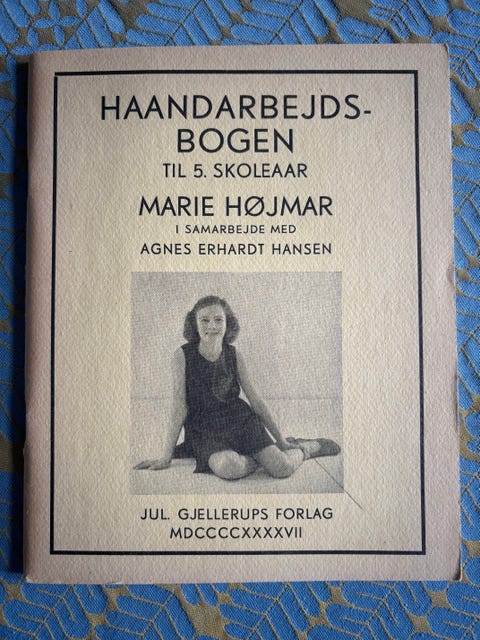 HAANDARBEJDS-
BOGEN
TIL 5. SKOLEAAR
MARIE HØJMAR
I SAMARBEJDE MED
AGNES ERHARDT HANSEN
JUL. GJELLERUPS FORLAG
MDCCCCXXXXVII